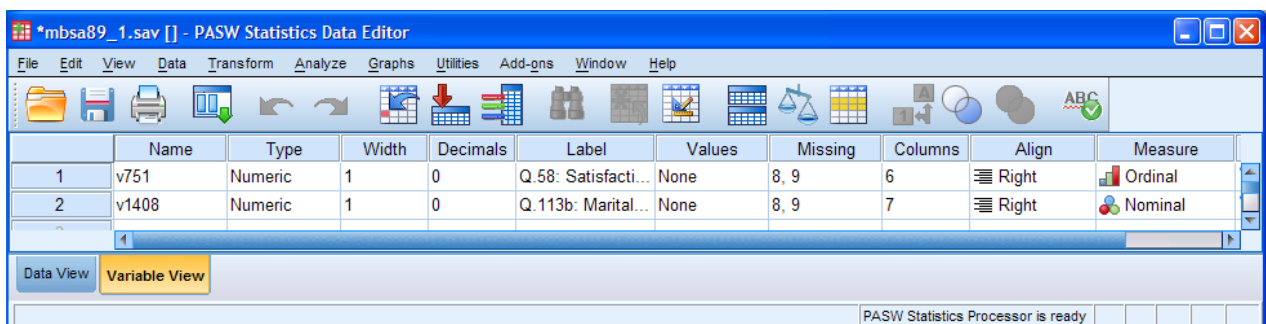 *mbsa89_1.sav [] - PASW Statistics Data Editor
File Edit View Data Transform Analyze Graphs Utilities Add-ons Window Help
A 1 ABC
Name Type Width Decimals Label Values Missing Columns Align Measure
1 v751 Numeric 1 0 Q.58: Satisfacti... None 8, 9 6 Right Ordinal
2 v1408 Numeric 1 0 Q.113b: Marital... None 8, 9 7 Right Nominal
Data View Variable View
PASW Statistics Processor is ready